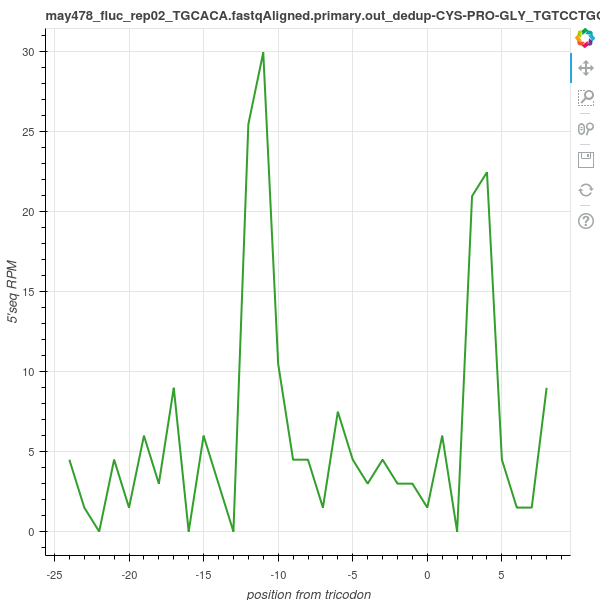 may478_fluc_rep02_TGCACA.fastqAligned.primary.out_dedup-CYS-PRO-GLY_TGTCCTGG
30
25
20
15
10
5
0
5'seq RPM
-25 -20 -15 -10 -5 0 5
position from tricodon